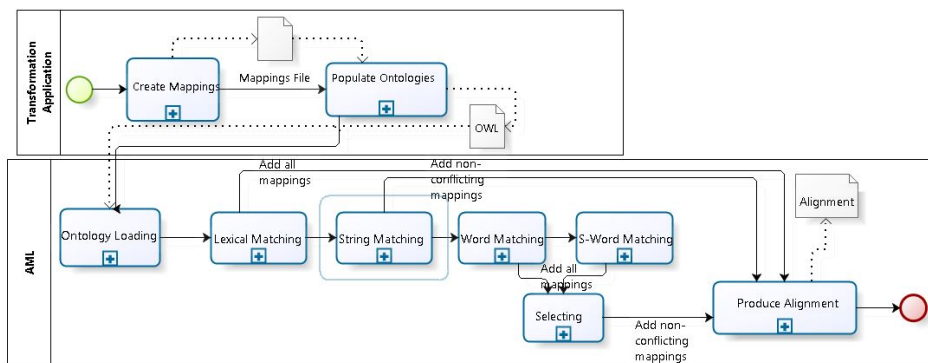 Transformation
Application
Create Mappings
Mappings File
Populate Ontologies
OWL
AML
Add all
mappings
Add non-
conflicting
mappings
Alignment
Ontology Loading
Lexical Matching
String Matching
Word Matching
S-Word Matching
Add all
mappings
Selecting
Produce Alignment
Add non-
conflicting
mappings